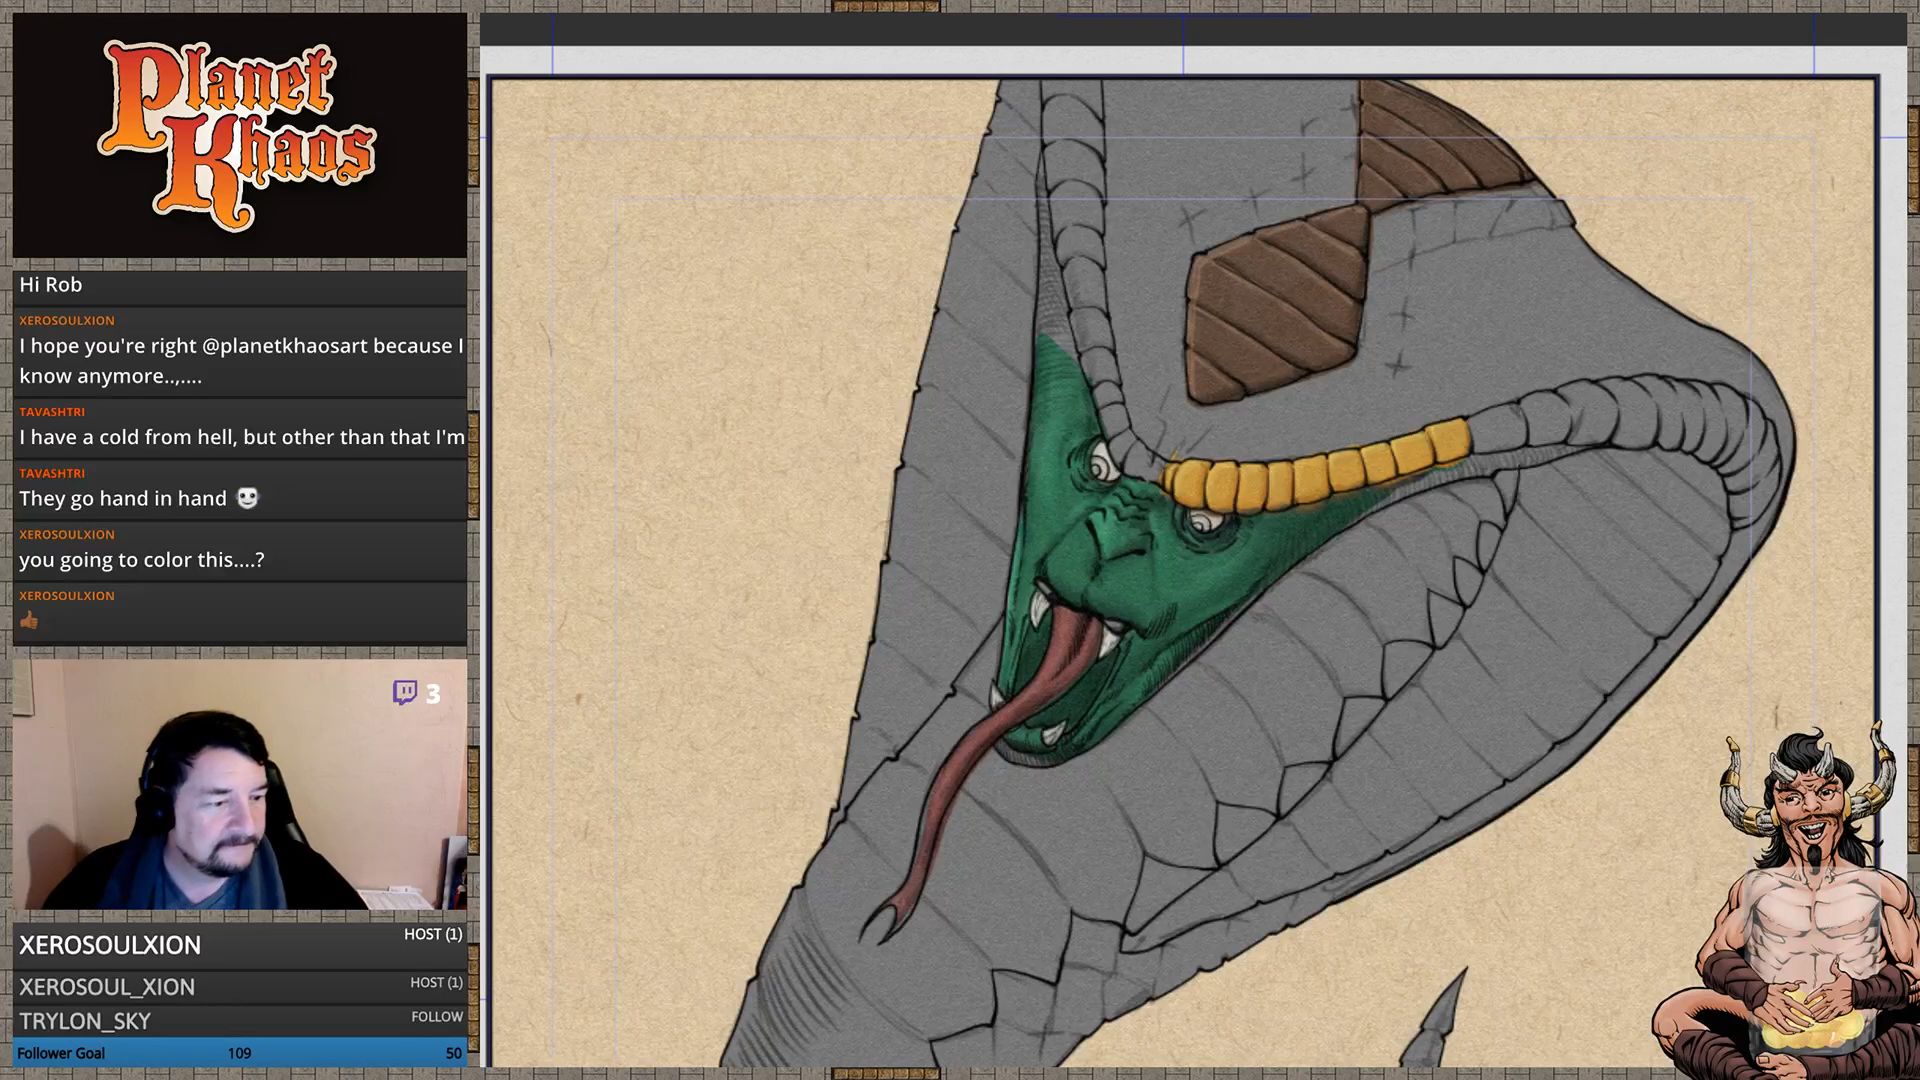 Planet
Khaos
Hi Rob
XEROSOULXION
I hope you're right @planetkhaosart because I
know anymore..,....
TAVASHTRI
I have a cold from hell, but other than that I'm
TAVASHTRI
They go hand in hand
XEROSOULXION
you going to color this....?
XEROSOULXION
3
XEROSOULXION HOST (1)
XEROSOUL_XION HOST (1)
TRYLON_SKY FOLLOW
Follower Goal 109 50